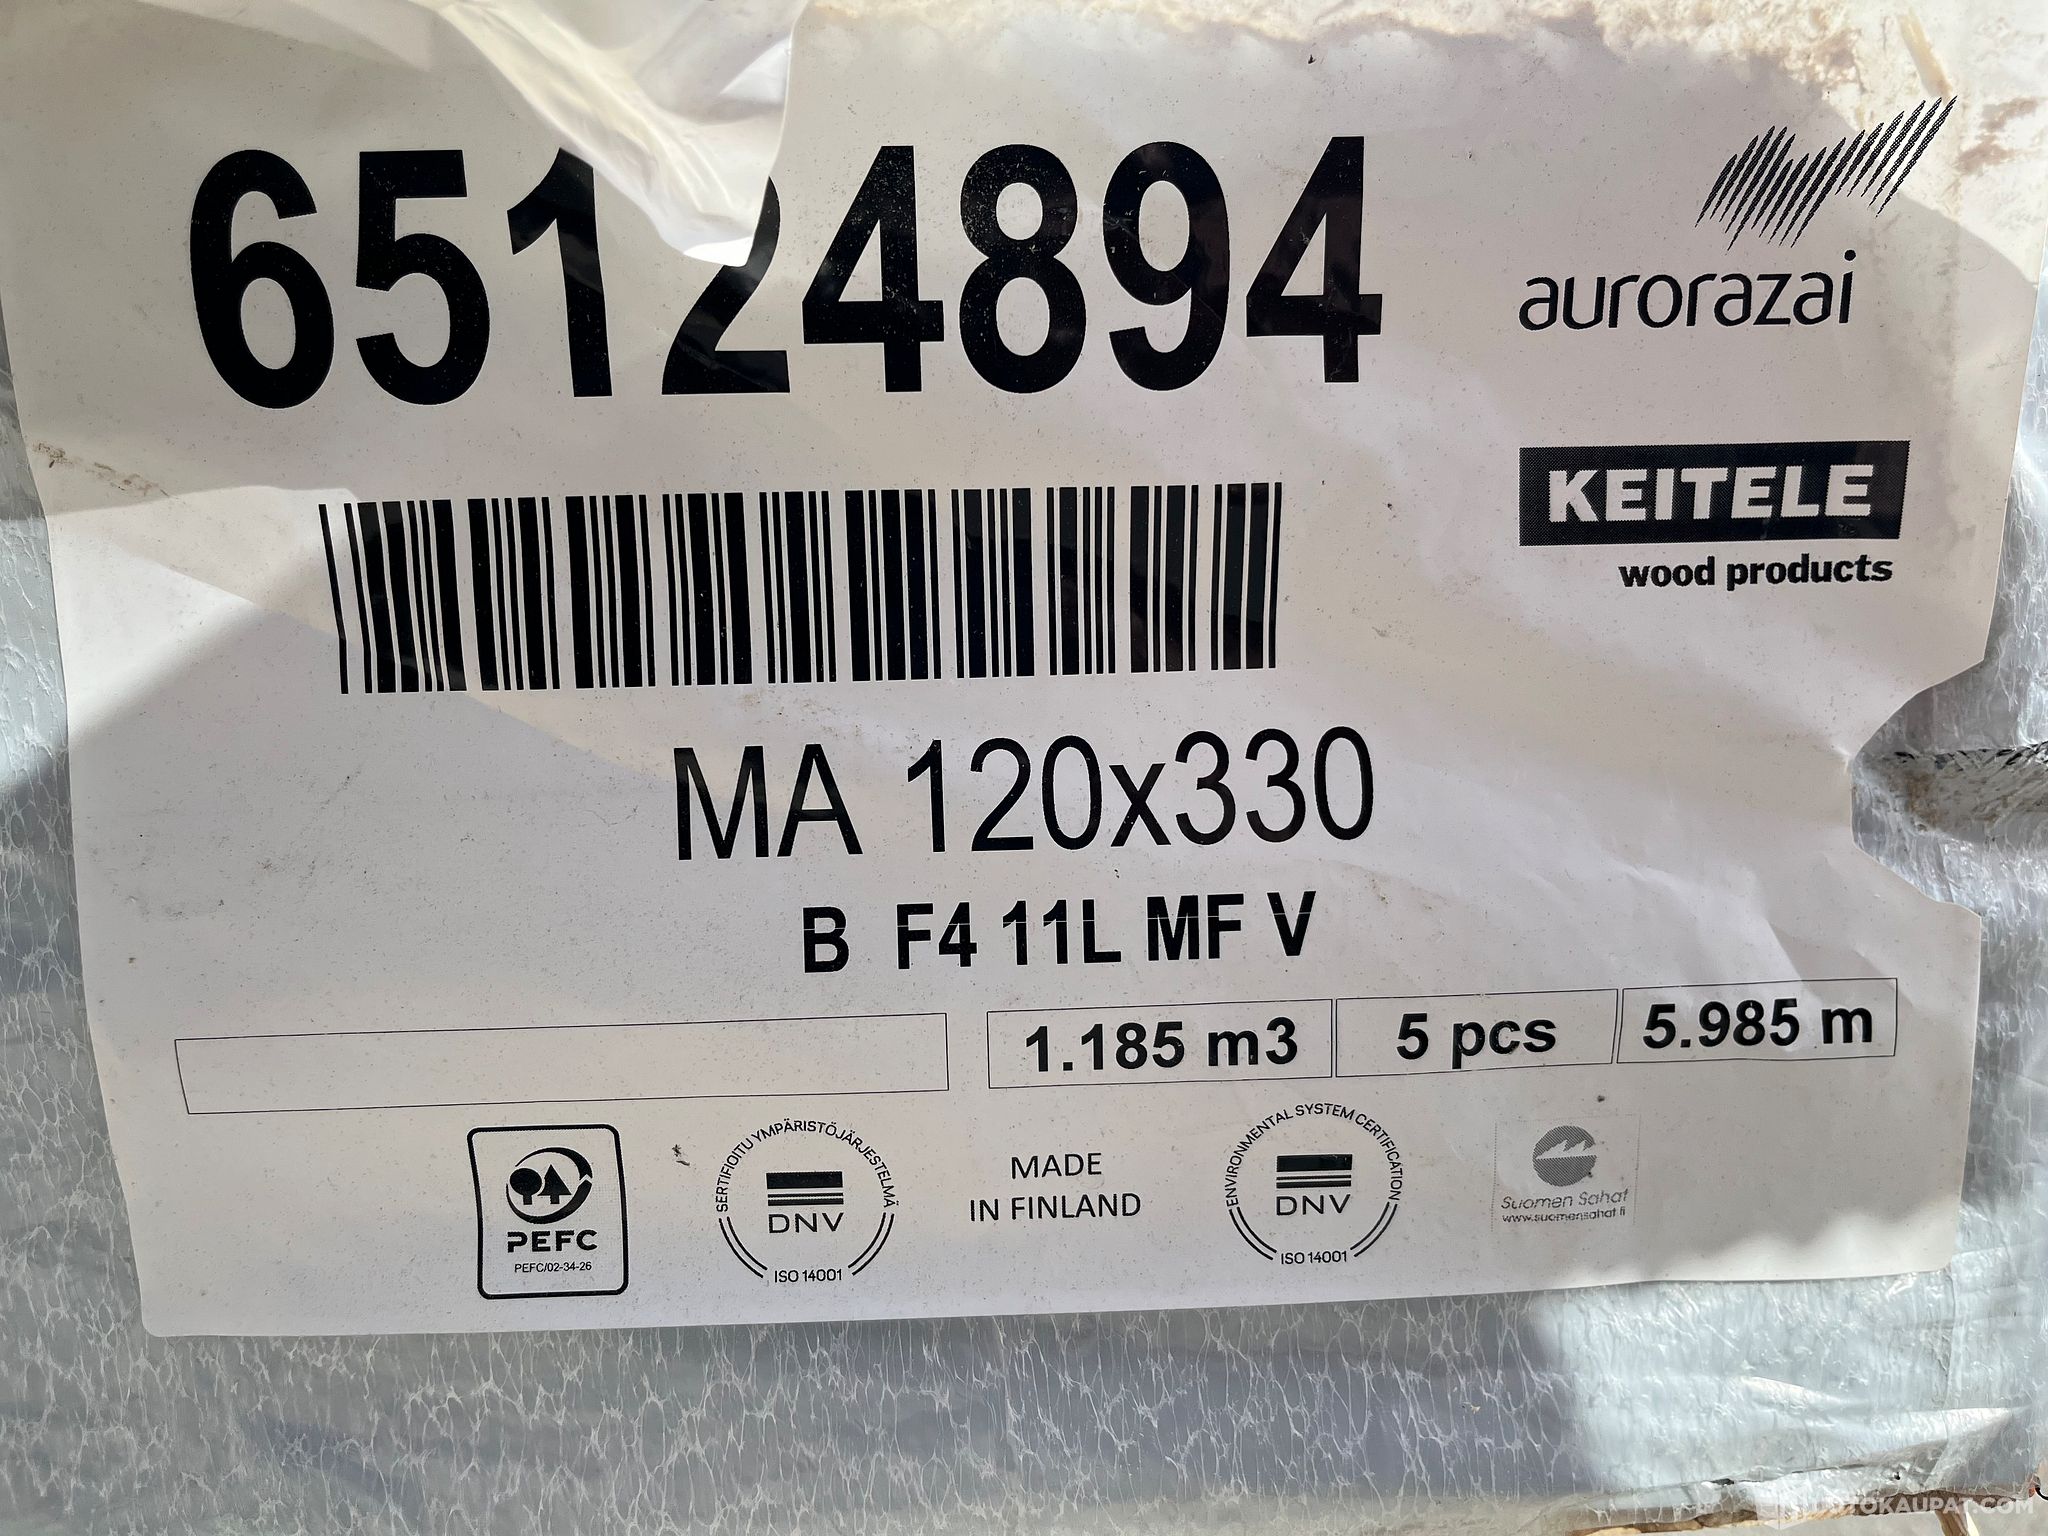 65124894
aurorazai
KEITELE
wood products
MA 120x330
B F4 11L MF V
1.185 m3 5 pcs 5.985 m
PEFC
PEFC/02-34-26
SERTIFIOITU YMPÄRISTÖJÄRJESTELMÄ
DNV
ISO 14001
MADE
IN FINLAND
ENVIRONMENTAL SYSTEM CERTIFICATION
DNV
ISO 14001
Suomen Sahat
www.suomensahat.fi